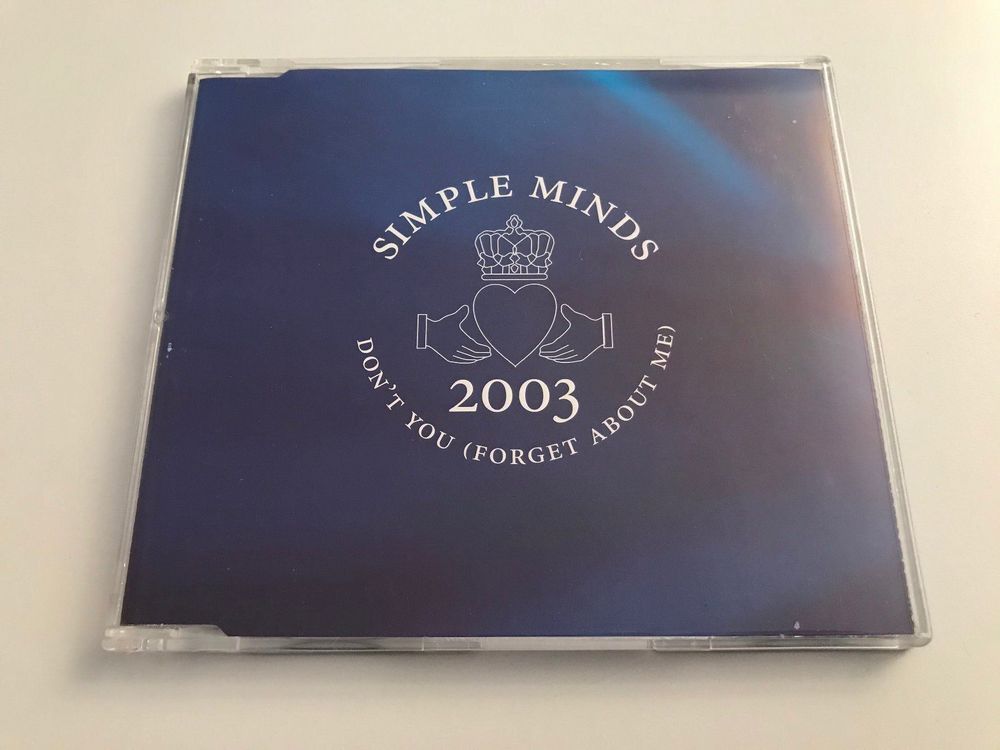 SIMPLE MINDS
2003
DON'T YOU (FORGET ABOUT ME)